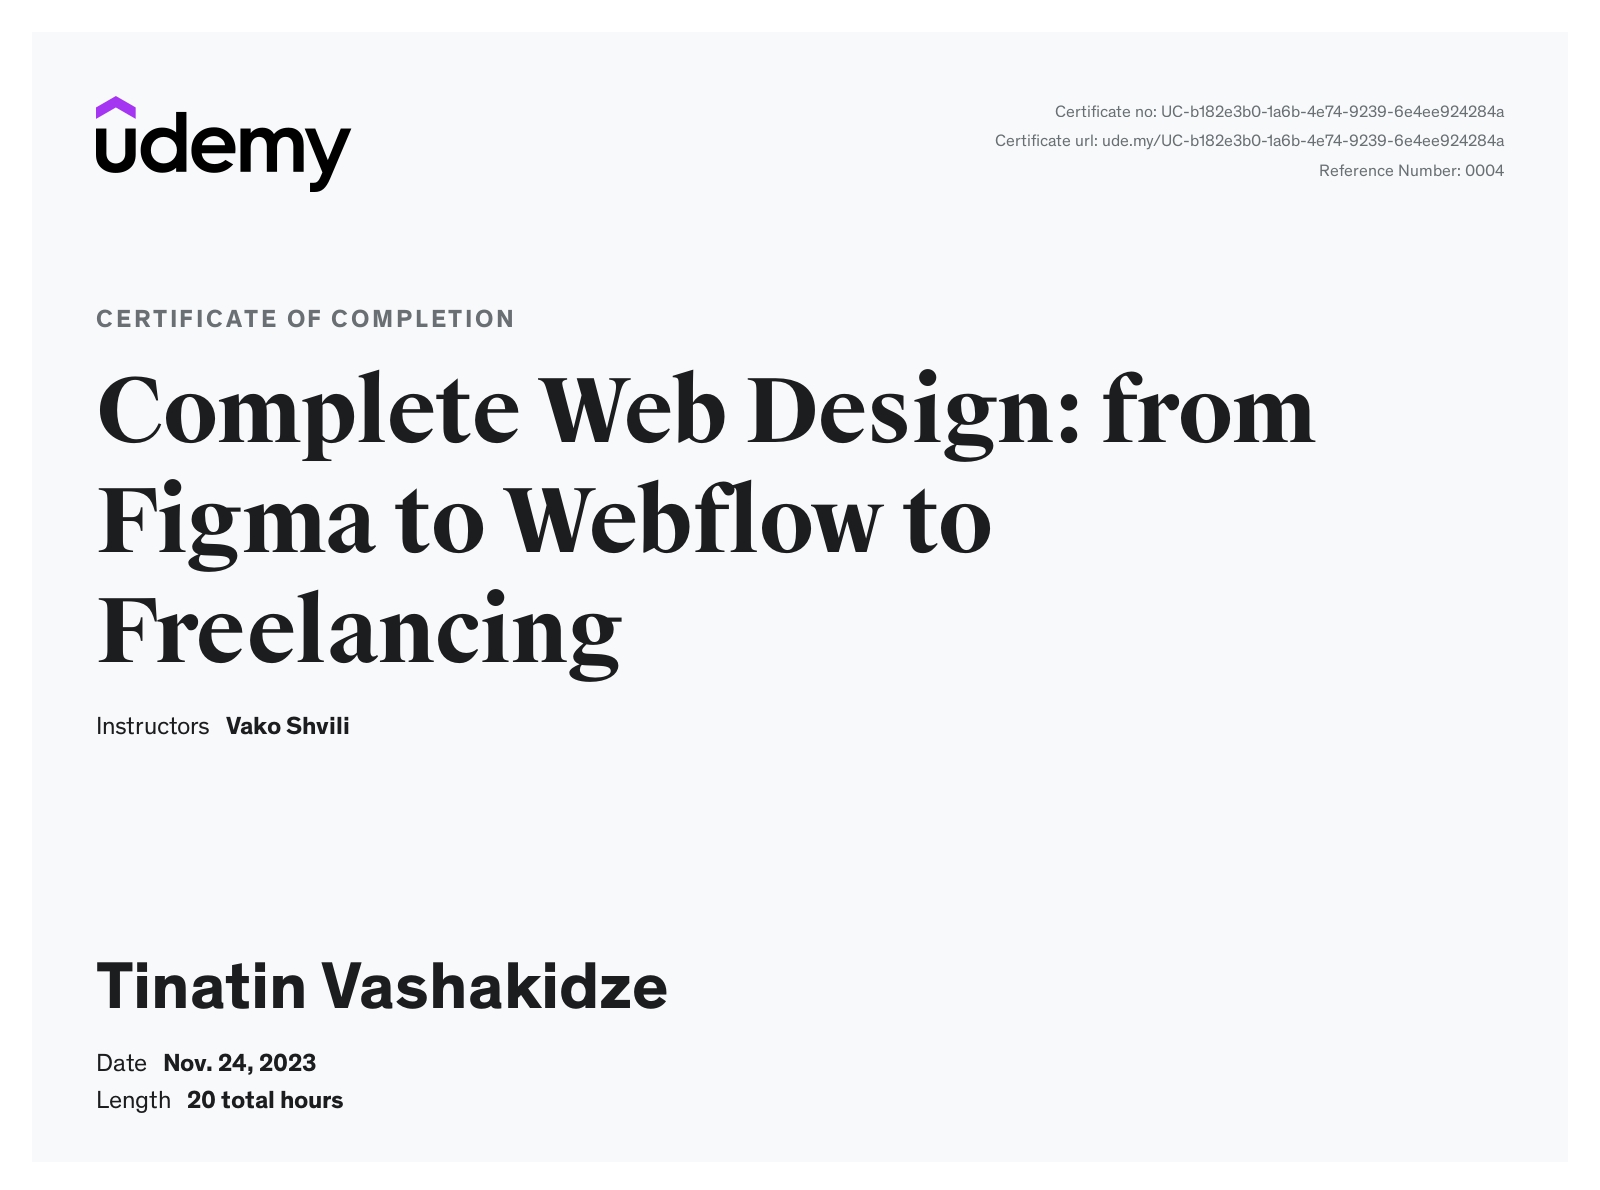 udemy
Certificate no: UC-b182e3b0-1a6b-4e74-9239-6e4ee924284a
Certificate url: ude.my/UC-b182e3b0-1a6b-4e74-9239-6e4ee924284a
Reference Number: 0004
CERTIFICATE OF COMPLETION
Complete Web Design: from
Figma to Webflow to
Freelancing
Instructors Vako Shvili
Tinatin Vashakidze
Date Nov. 24, 2023
Length 20 total hours